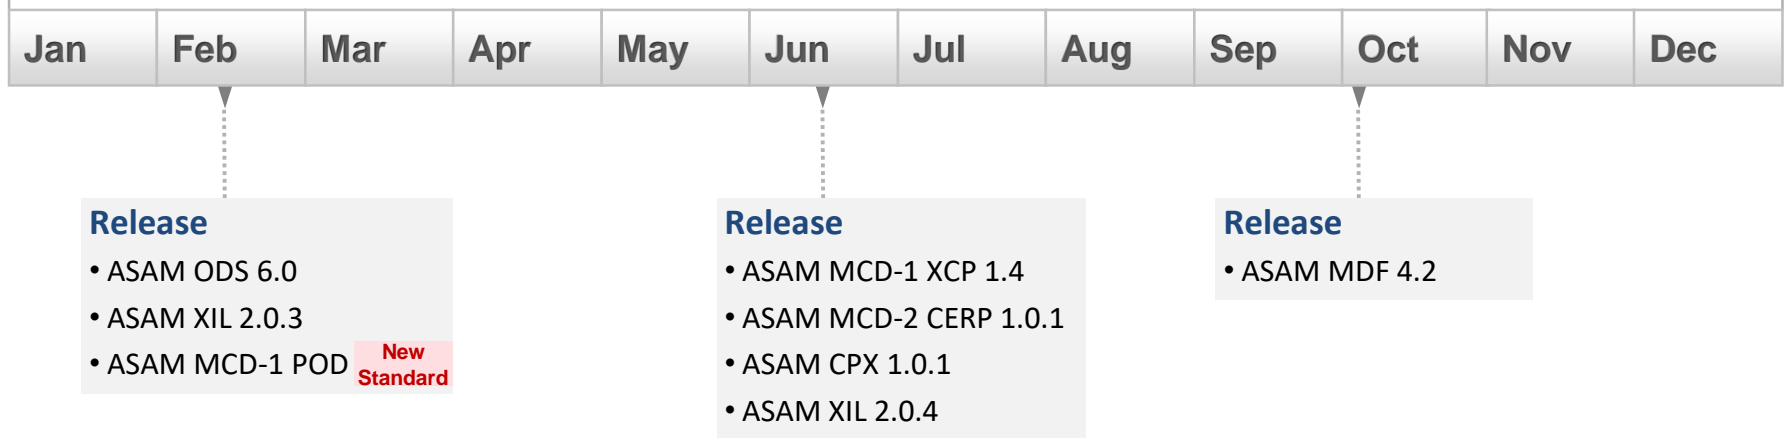 Jan Feb Mar Apr May Jun Jul Aug Sep Oct Nov Dec
Release
• ASAM ODS 6.0
• ASAM XIL 2.0.3
• ASAM MCD-1 POD
New
Standard
Release
• ASAM MCD-1 XCP 1.4
• ASAM MCD-2 CERP 1.0.1
• ASAM CPX 1.0.1
• ASAM XIL 2.0.4
Release
• ASAM MDF 4.2